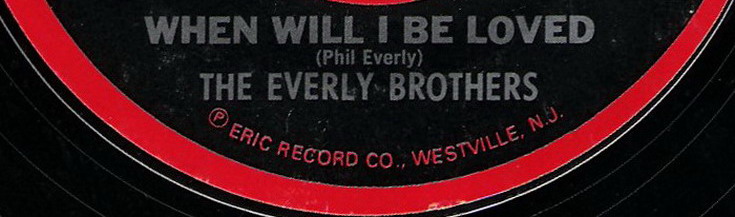 WHEN WILL I BE LOVED
(Phil Everly)
THE EVERLY BROTHERS
Ⓟ ERIC RECORD CO., WESTVILLE, N.J.